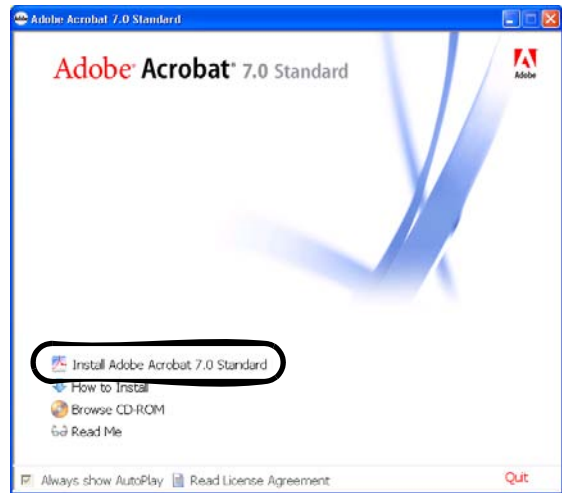 Adobe Acrobat 7.0 Standard
Adobe Acrobat 7.0 Standard
Adobe
Install Adobe Acrobat 7.0 Standard
How to Install
Browse CD-ROM
Read Me
Always show AutoPlay Read License Agreement Quit